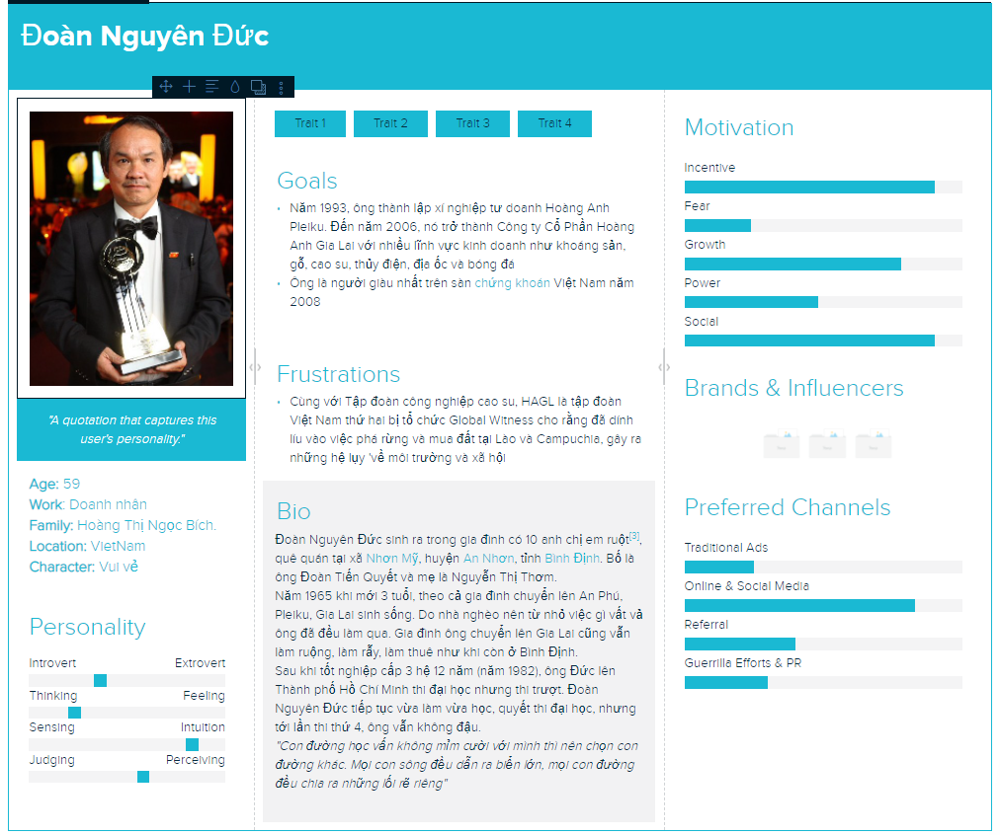 Đoàn Nguyên Đức
"A quotation that captures this
user's personality."
Age: 59
Work: Doanh nhân
Family: Hoàng Thị Ngọc Bích.
Location: VietNam
Character: Vui vẻ
Personality
Introvert Extrovert
Thinking Feeling
Sensing Intuition
Judging Perceiving
Trait 1 Trait 2 Trait 3 Trait 4
Goals
Năm 1993, ông thành lập xí nghiệp tư doanh Hoàng Anh
Pleiku. Đến năm 2006, nó trở thành Công ty Cổ Phần Hoàng
Anh Gia Lai với nhiều lĩnh vực kinh doanh như khoáng sản,
gỗ, cao su, thủy điện, địa ốc và bóng đá
Ông là người giàu nhất trên sàn chứng khoán Việt Nam năm
2008
Frustrations
Cùng với Tập đoàn công nghiệp cao su, HAGL là tập đoàn
Việt Nam thứ hai bị tổ chức Global Witness cho rằng đã dính
líu vào việc phá rừng và mua đất tại Lào và Campuchia, gây ra
những hệ lụy 'về môi trường và xã hội
Bio
Đoàn Nguyên Đức sinh ra trong gia đình có 10 anh chị em ruột[3],
quê quán tại xã Nhơn Mỹ, huyện An Nhơn, tỉnh Bình Định. Bố là
ông Đoàn Tiến Quyết và mẹ là Nguyễn Thị Thơm.
Năm 1965 khi mới 3 tuổi, theo cả gia đình chuyển lên An Phú,
Pleiku, Gia Lai sinh sống. Do nhà nghèo nên từ nhỏ việc gì vất vả
ông đã đều làm qua. Gia đình ông chuyển lên Gia Lai cũng vẫn
làm ruộng, làm rẫy, làm thuê như khi còn ở Bình Định.
Sau khi tốt nghiệp cấp 3 hệ 12 năm (năm 1982), ông Đức lên
Thành phố Hồ Chí Minh thi đại học nhưng thi trượt. Đoàn
Nguyên Đức tiếp tục vừa làm vừa học, quyết thi đại học, nhưng
tới lần thi thứ 4, ông vẫn không đậu.
"Con đường học vấn không mỉm cười với mình thì nên chọn con
đường khác. Mọi con sông đều dẫn ra biển lớn, mọi con đường
đều chia ra những lối rẽ riêng"
Motivation
Incentive
Fear
Growth
Power
Social
Brands & Influencers
Preferred Channels
Traditional Ads
Online & Social Media
Referral
Guerrilla Efforts & PR